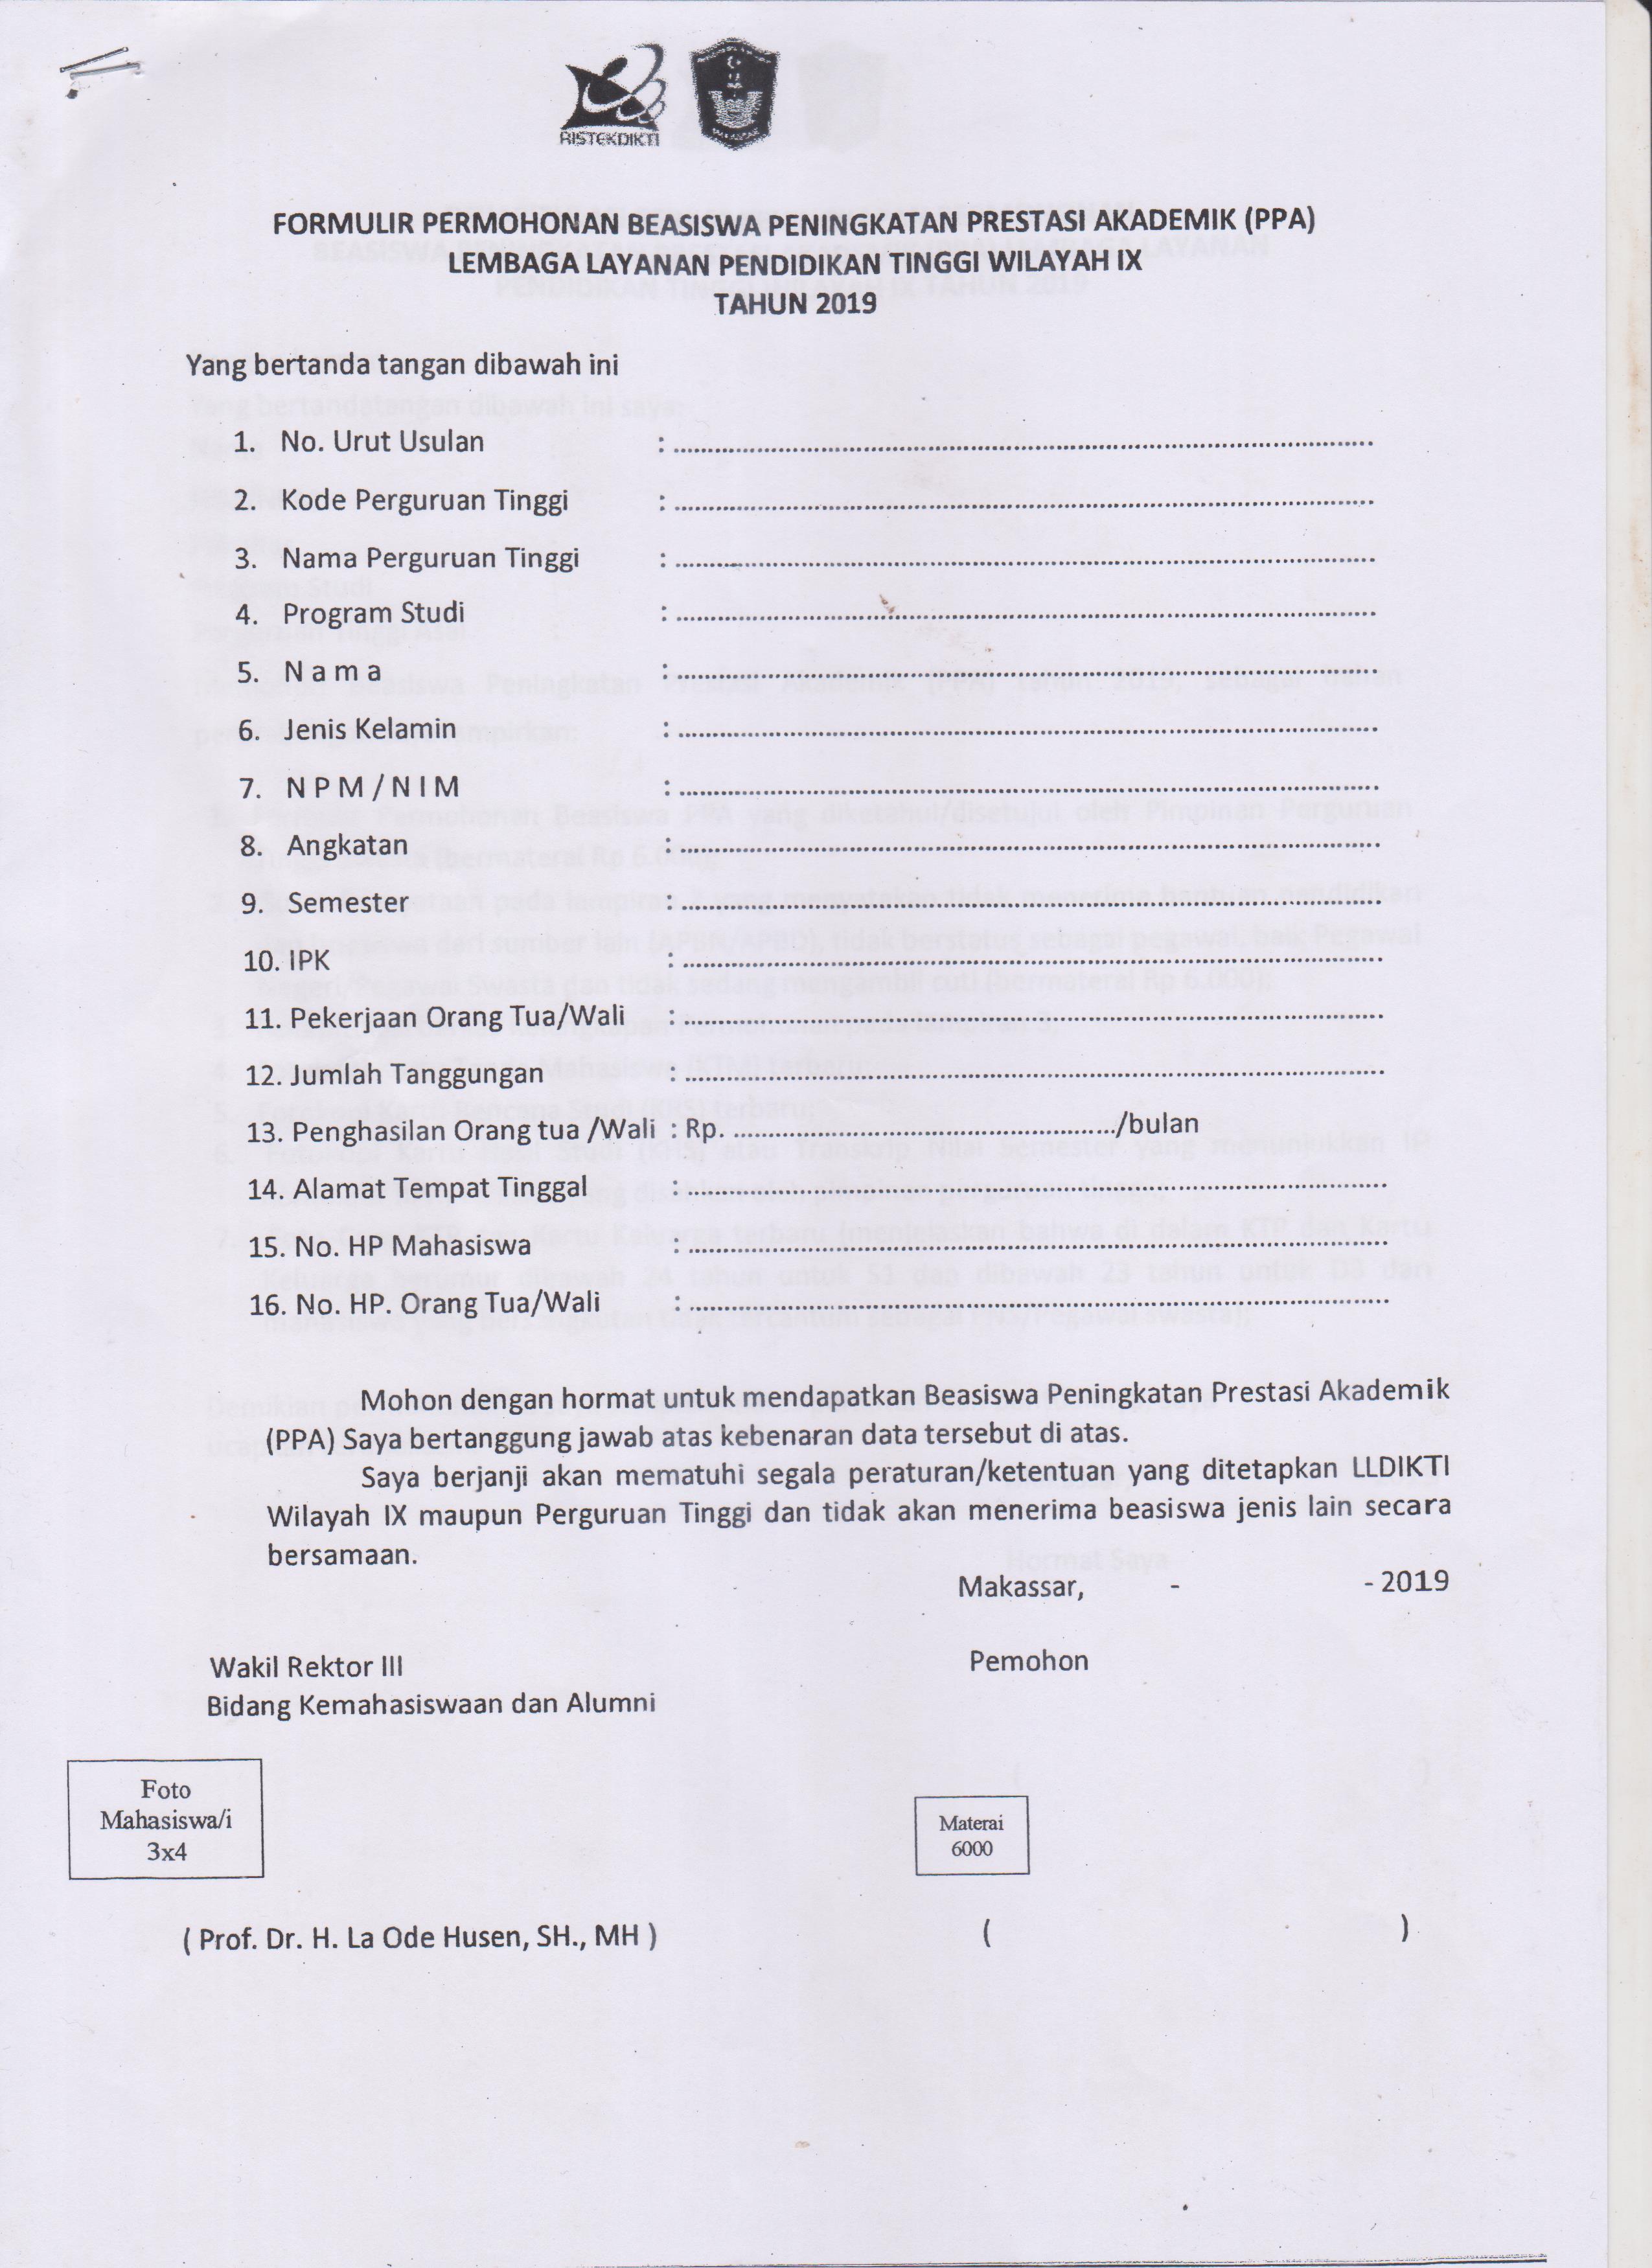 RISTEKDIKTI
FORMULIR PERMOHONAN BEASISWA PENINGKATAN PRESTASI AKADEMIK (PPA)
LEMBAGA LAYANAN PENDIDIKAN TINGGI WILAYAH IX
TAHUN 2019
Yang bertanda tangan dibawah ini
1. No. Urut Usulan :
2. Kode Perguruan Tinggi :
3. Nama Perguruan Tinggi :
4. Program Studi :
5. N a m a :
6. Jenis Kelamin :
7. N P M / N I M :
8. Angkatan :
9. Semester :
10. IPK :
11. Pekerjaan Orang Tua/Wali :
12. Jumlah Tanggungan :
13. Penghasilan Orang tua /Wali : Rp. ......................................................../bulan
14. Alamat Tempat Tinggal :
15. No. HP Mahasiswa :
16. No. HP. Orang Tua/Wali :
Mohon dengan hormat untuk mendapatkan Beasiswa Peningkatan Prestasi Akademik
(PPA) Saya bertanggung jawab atas kebenaran data tersebut di atas.
Saya berjanji akan mematuhi segala peraturan/ketentuan yang ditetapkan LLDIKTI
Wilayah IX maupun Perguruan Tinggi dan tidak akan menerima beasiswa jenis lain secara
bersamaan.
Makassar, - - 2019
Wakil Rektor III
Bidang Kemahasiswaan dan Alumni
Pemohon
Foto
Mahasiswa/i
3x4
Materai
6000
( Prof. Dr. H. La Ode Husen, SH., MH )
( )